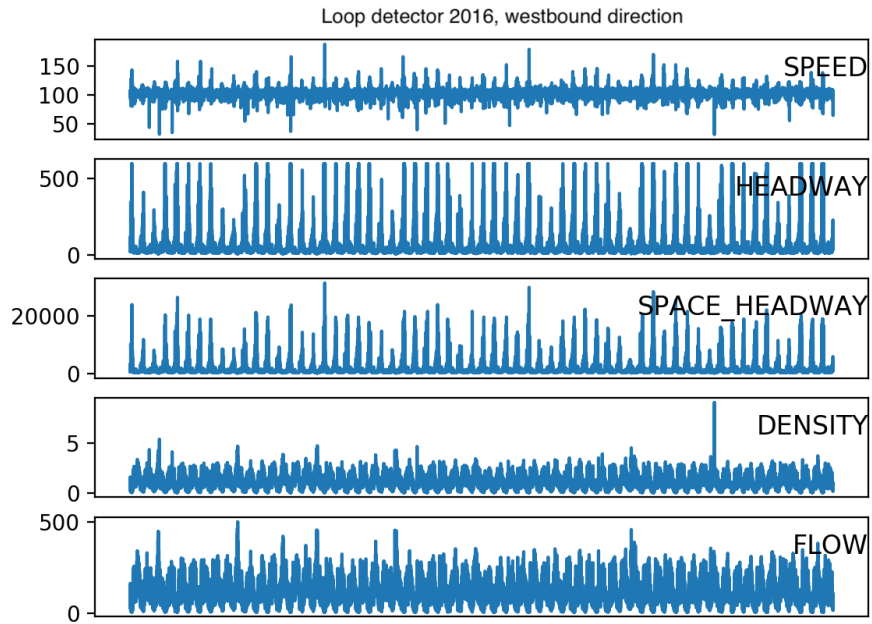 Loop detector 2016, westbound direction
150
100
50
SPEED
500
0
HEADWAY
20000
0
SPACE_HEADWAY
5
0
DENSITY
500
0
FLOW